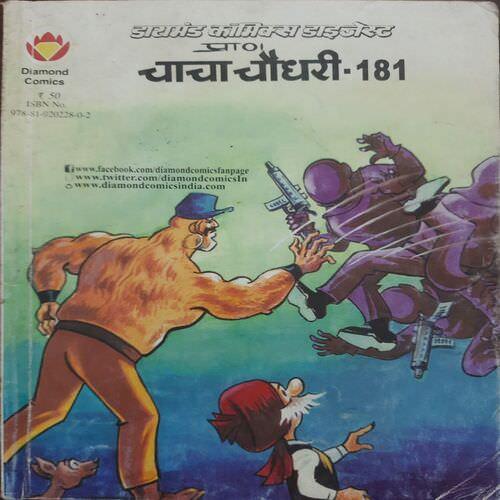 डायमंड कॉमिक्स डाइजेस्ट
प्राण
चाचा चौधरी-181
Diamond
Comics
₹ 50
ISBN No.
978-81-920228-0-2
www.facebook.com/diamondcomicsfanpage
www.twitter.com/diamondcomicsIn
www.diamondcomicsindia.com